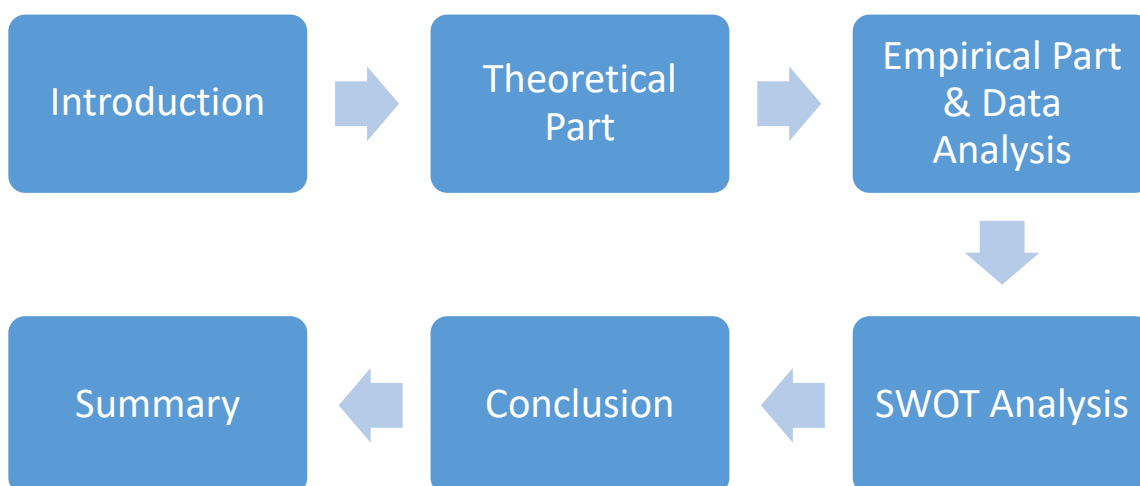 Introduction
Theoretical
Part
Empirical Part
& Data
Analysis
SWOT Analysis
Conclusion
Summary